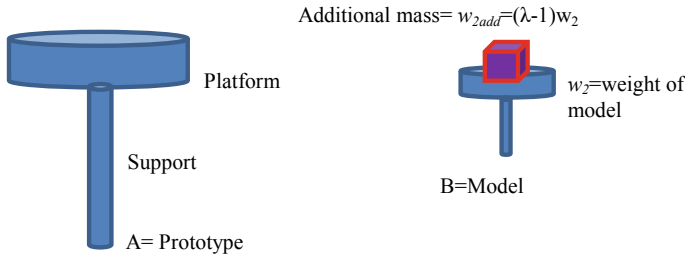 Additional mass= w2add=(λ-1)w2
Platform
w2=weight of
model
Support
B=Model
A= Prototype